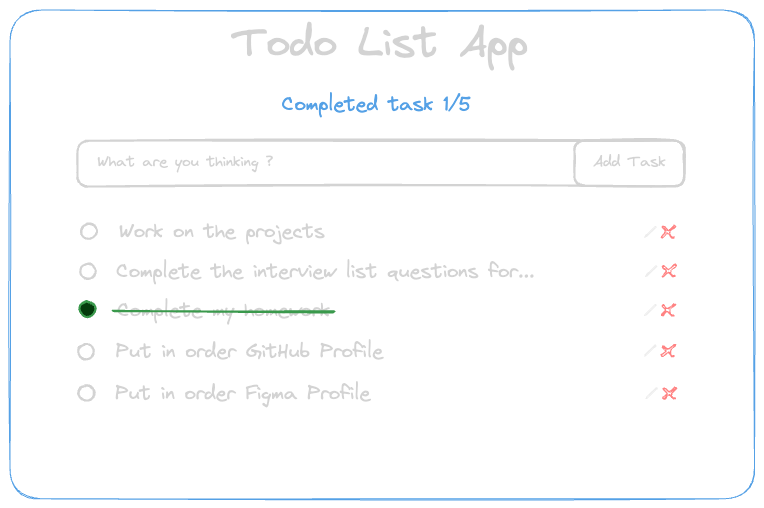 Todo List App
Completed task 1/5
What are you thinking ?
Add Task
Work on the projects
Complete the interview list questions for...
Complete my homework
Put in order GitHub Profile
Put in order Figma Profile